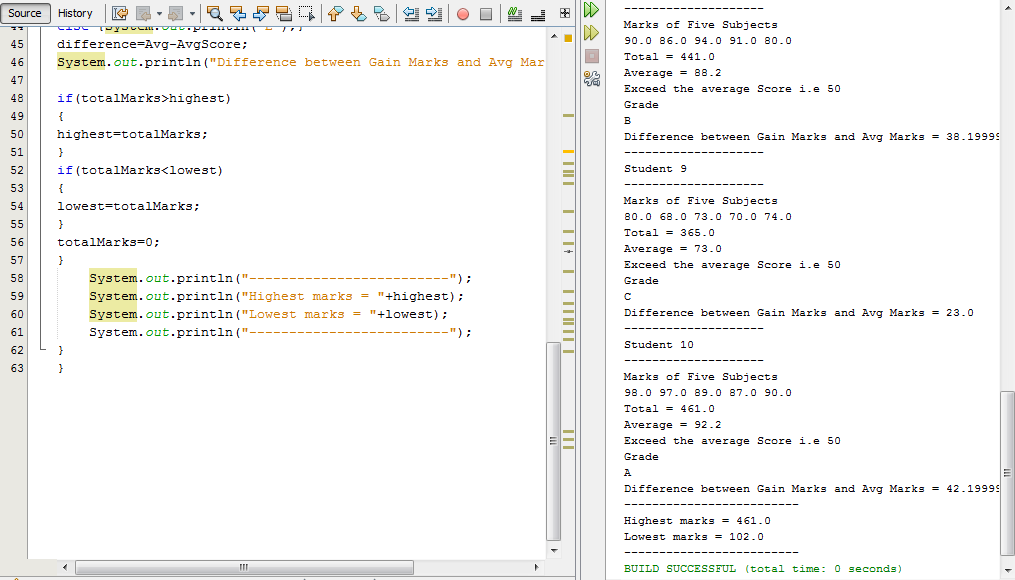 Source History
44 else {System.out.println("E");}
45 difference=Avg-AvgScore;
46 System.out.println("Difference between Gain Marks and Avg Mar
47
48 if(totalMarks>highest)
49 {
50 highest=totalMarks;
51 }
52 if(totalMarks<lowest)
53 {
54 lowest=totalMarks;
55 }
56 totalMarks=0;
57 }
58 System.out.println("-------------------------");
59 System.out.println("Highest marks = "+highest);
60 System.out.println("Lowest marks = "+lowest);
61 System.out.println("-------------------------");
62 }
63 }
--------------------
Marks of Five Subjects
90.0 86.0 94.0 91.0 80.0
Total = 441.0
Average = 88.2
Exceed the average Score i.e 50
Grade
B
Difference between Gain Marks and Avg Marks = 38.19999
--------------------
Student 9
--------------------
Marks of Five Subjects
80.0 68.0 73.0 70.0 74.0
Total = 365.0
Average = 73.0
Exceed the average Score i.e 50
Grade
C
Difference between Gain Marks and Avg Marks = 23.0
--------------------
Student 10
--------------------
Marks of Five Subjects
98.0 97.0 89.0 87.0 90.0
Total = 461.0
Average = 92.2
Exceed the average Score i.e 50
Grade
A
Difference between Gain Marks and Avg Marks = 42.19999
-------------------------
Highest marks = 461.0
Lowest marks = 102.0
-------------------------
BUILD SUCCESSFUL (total time: 0 seconds)